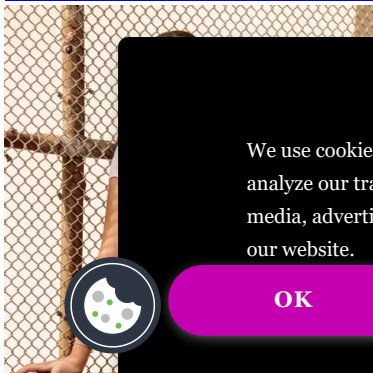 We use cookie
analyze our tra
media, adverti
our website.
OK